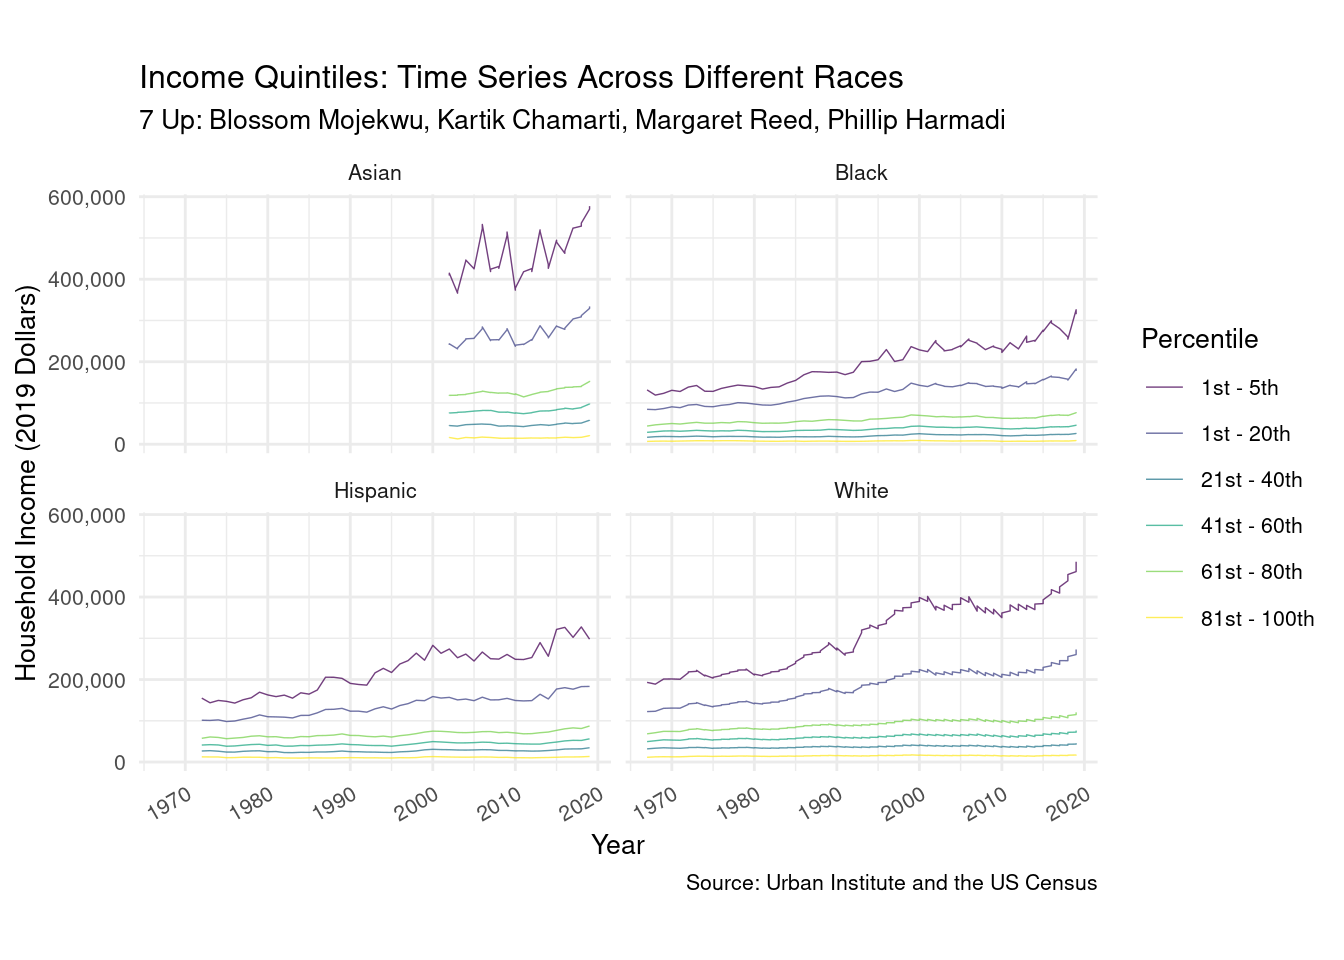 Income Quintiles: Time Series Across Different Races
7 Up: Blossom Mojekwu, Kartik Chamarti, Margaret Reed, Phillip Harmadi
Asian
Black
600,000
400,000
200,000
0
Hispanic
White
600,000
400,000
200,000
0
Household Income (2019 Dollars)
1970
1980
1990
2000
2010
2020
1970
1980
1990
2000
2010
2020
Year
Percentile
1st - 5th
1st - 20th
21st - 40th
41st - 60th
61st - 80th
81st - 100th
Source: Urban Institute and the US Census